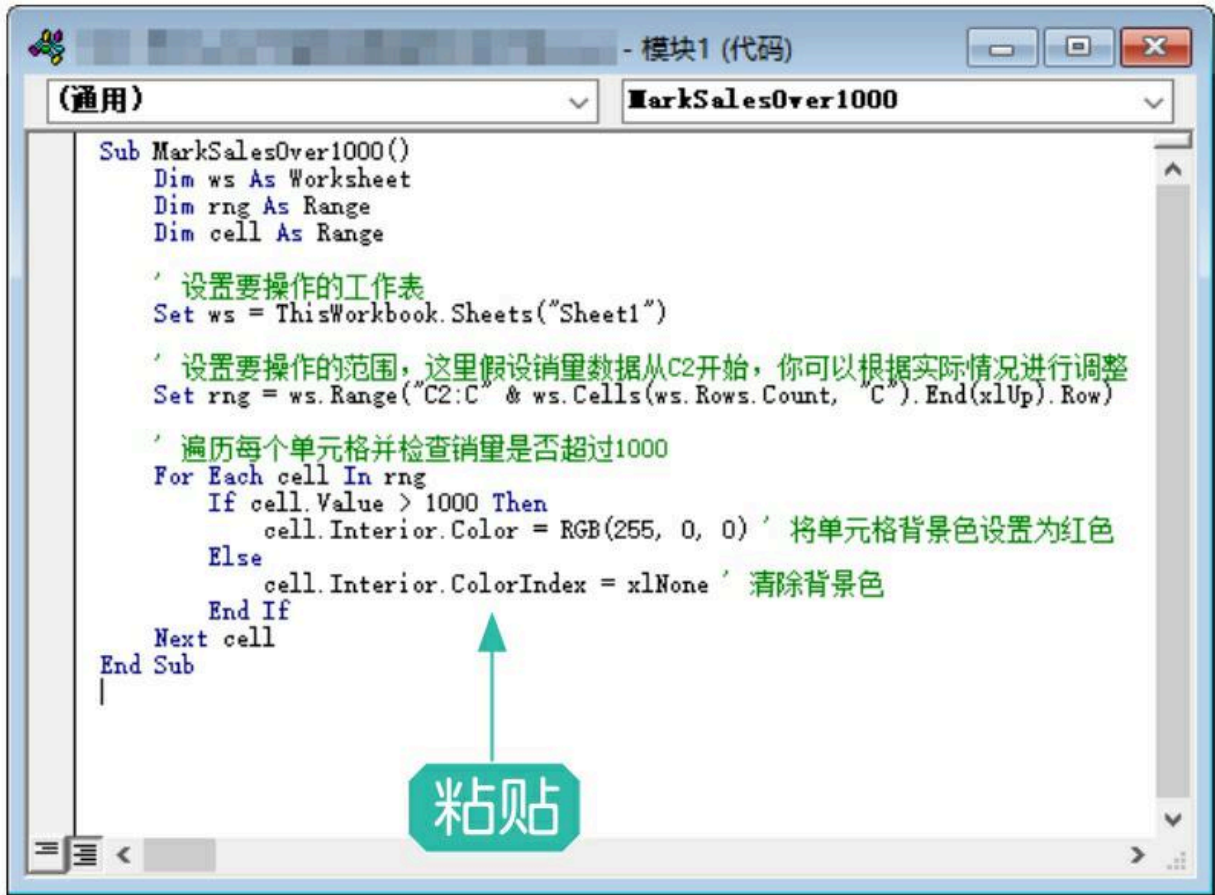 - 模块1 (代码)
(通用)
MarkSalesOver1000
Sub MarkSalesOver1000()
Dim ws As Worksheet
Dim rng As Range
Dim cell As Range
' 设置要操作的工作表
Set ws = ThisWorkbook.Sheets("Sheet1")
' 设置要操作的范围，这里假设销量数据从C2开始，你可以根据实际情况进行调整
Set rng = ws.Range("C2:C" & ws.Cells(ws.Rows.Count, "C").End(xlUp).Row)
' 遍历每个单元格并检查销量是否超过1000
For Each cell In rng
If cell.Value > 1000 Then
cell.Interior.Color = RGB(255, 0, 0) ' 将单元格背景色设置为红色
Else
cell.Interior.ColorIndex = xlNone ' 清除背景色
End If
Next cell
End Sub
粘贴